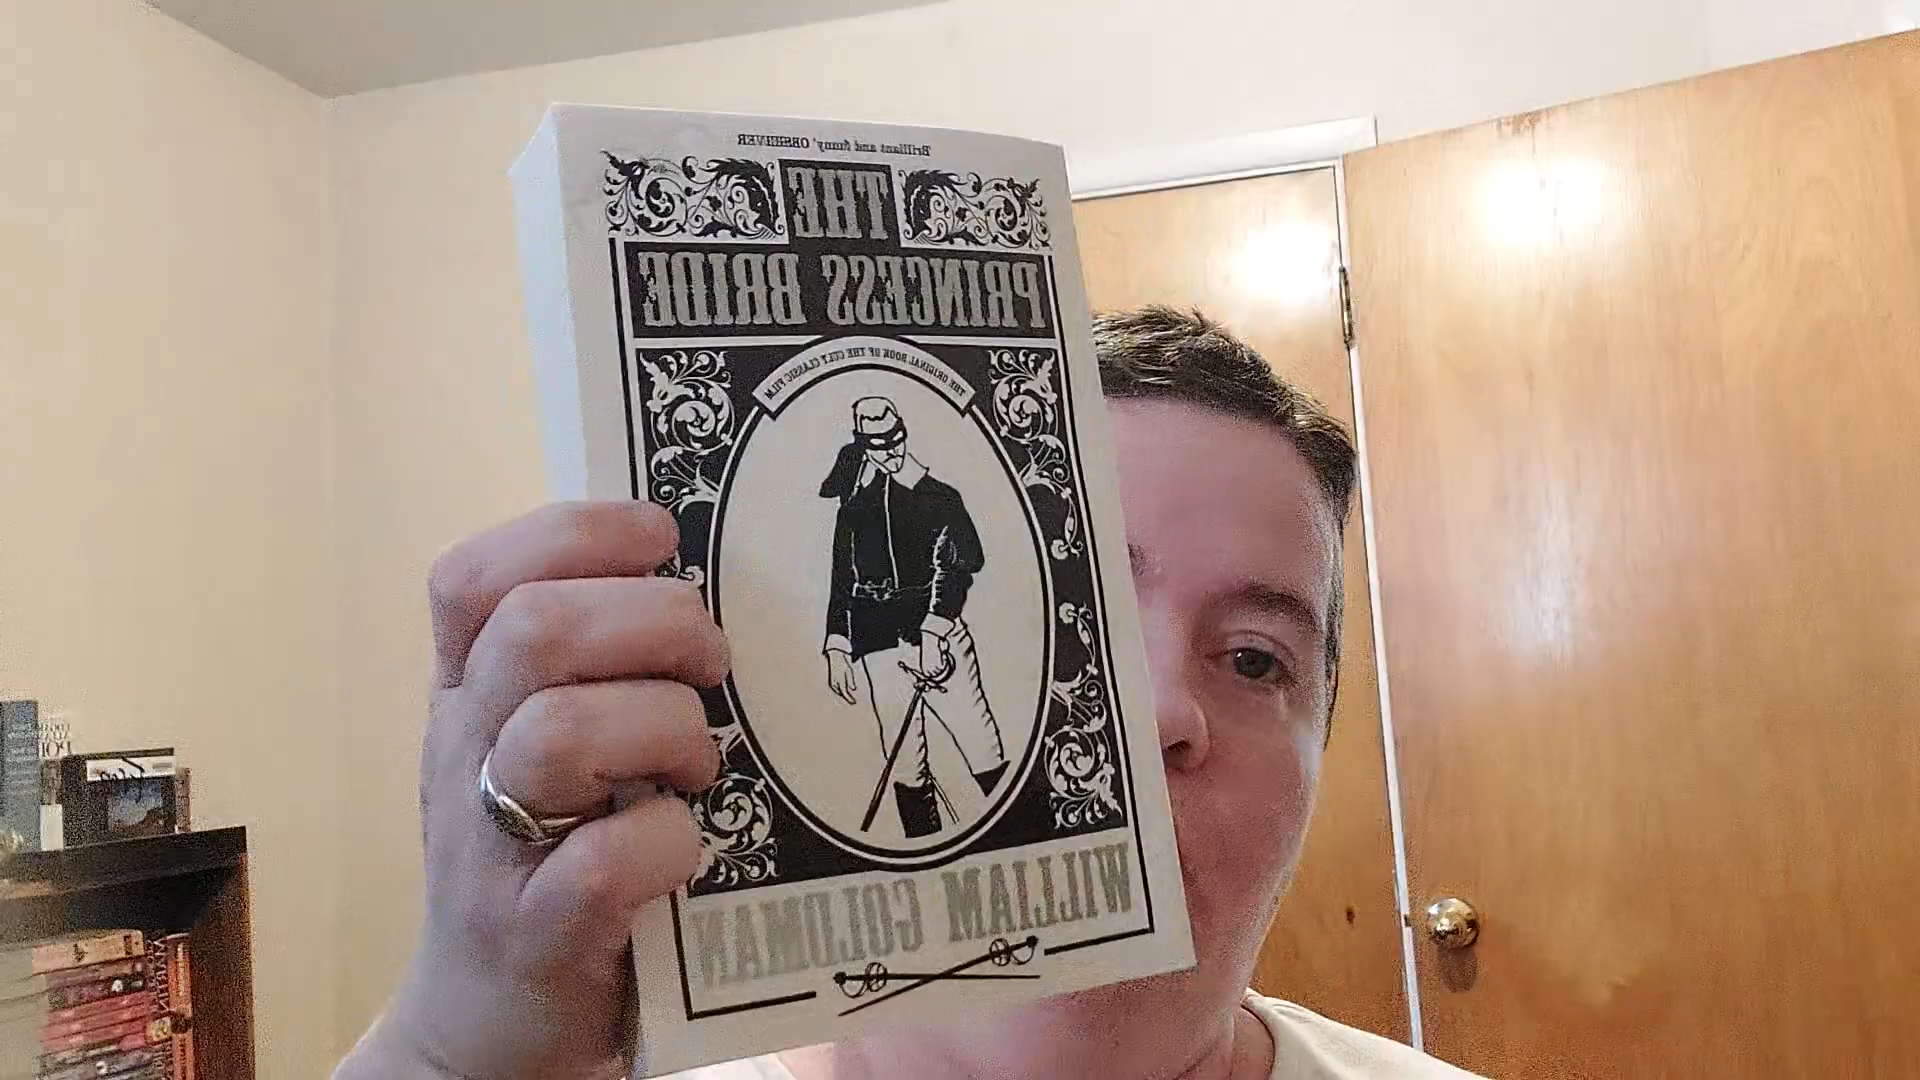 'Brilliant and funny' OBSERVER
THE
PRINCESS BRIDE
THE ORIGINAL BOOK OF THE CULT CLASSIC FILM
WILLIAM GOLDMAN